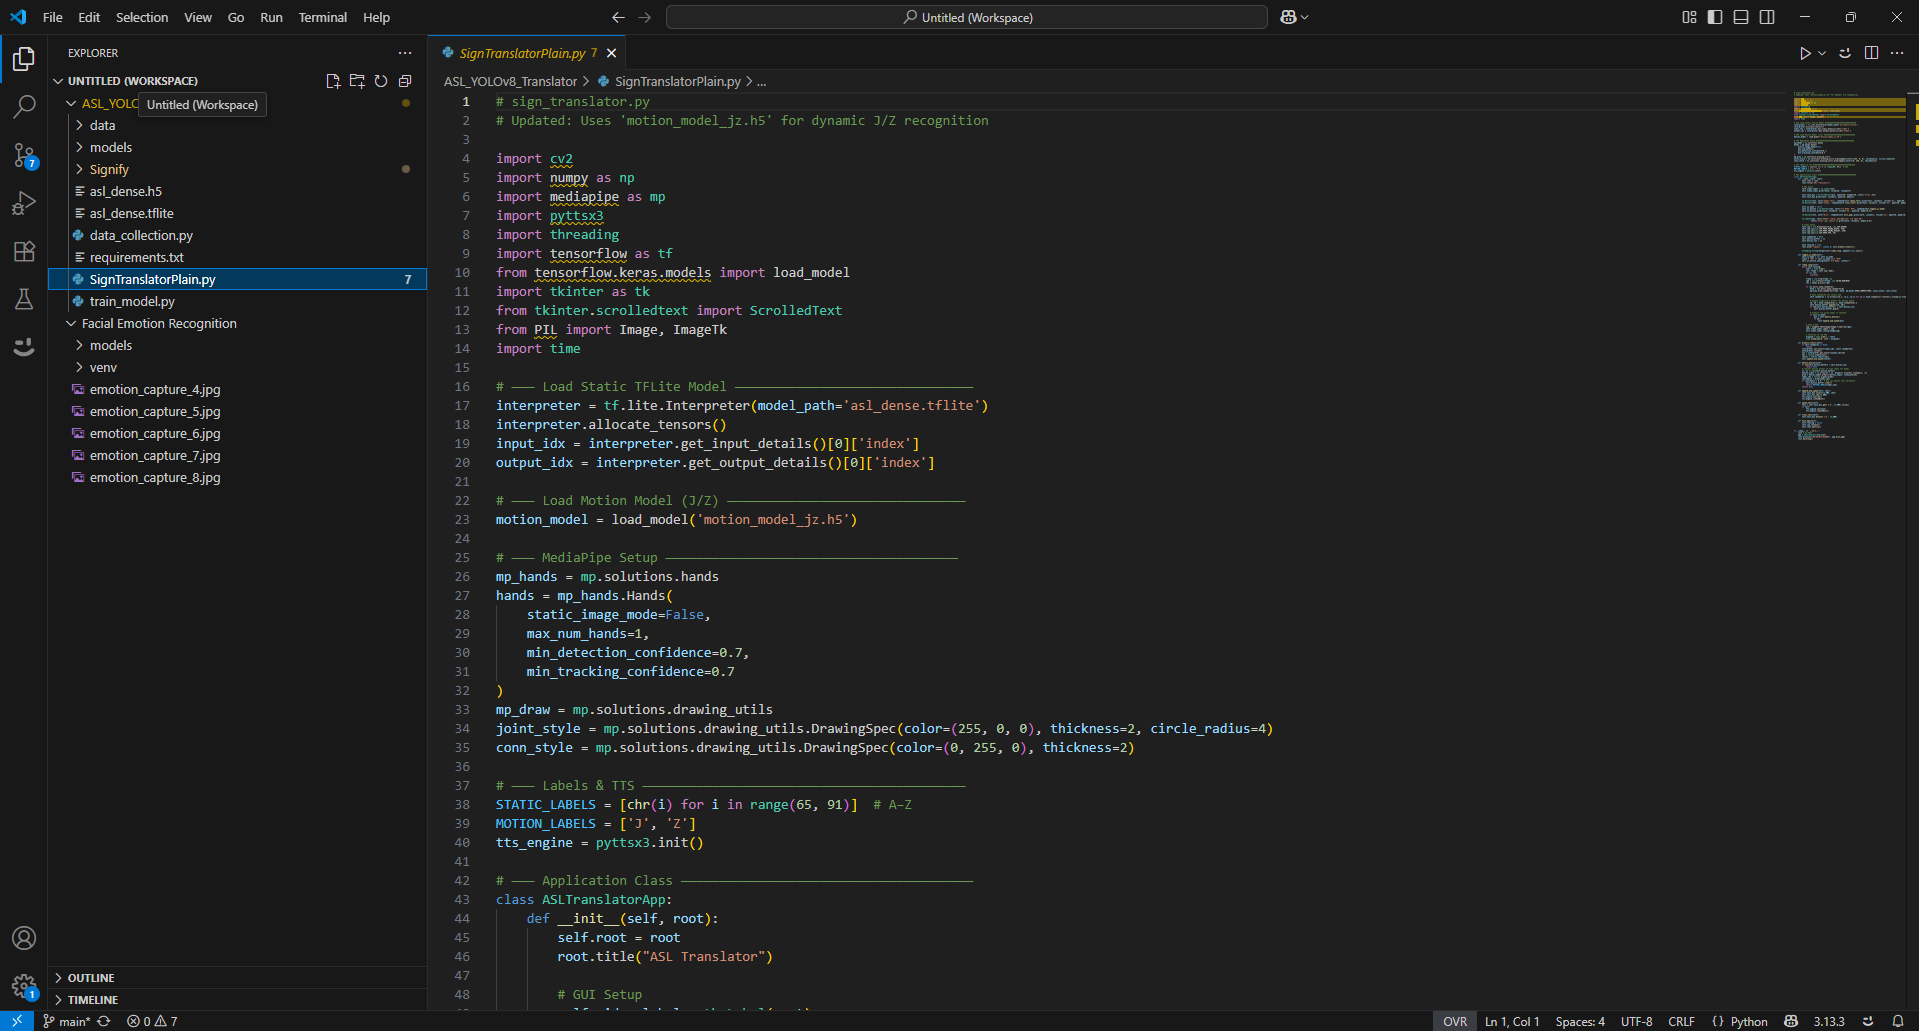 File Edit Selection View Go Run Terminal Help
Untitled (Workspace)
EXPLORER
UNTITLED (WORKSPACE)
ASL_YOLO
Untitled (Workspace)
data
models
Signify
asl_dense.h5
asl_dense.tflite
data_collection.py
requirements.txt
SignTranslatorPlain.py 7
train_model.py
Facial Emotion Recognition
models
venv
emotion_capture_4.jpg
emotion_capture_5.jpg
emotion_capture_6.jpg
emotion_capture_7.jpg
emotion_capture_8.jpg
OUTLINE
TIMELINE
7
1
SignTranslatorPlain.py 7
ASL_YOLOv8_Translator > SignTranslatorPlain.py > ...
1 # sign_translator.py
2 # Updated: Uses 'motion_model_jz.h5' for dynamic J/Z recognition
3
4 import cv2
5 import numpy as np
6 import mediapipe as mp
7 import pyttsx3
8 import threading
9 import tensorflow as tf
10 from tensorflow.keras.models import load_model
11 import tkinter as tk
12 from tkinter.scrolledtext import ScrolledText
13 from PIL import Image, ImageTk
14 import time
15
16 # ─── Load Static TFLite Model ───────────────────────────────
17 interpreter = tf.lite.Interpreter(model_path='asl_dense.tflite')
18 interpreter.allocate_tensors()
19 input_idx = interpreter.get_input_details()[0]['index']
20 output_idx = interpreter.get_output_details()[0]['index']
21
22 # ─── Load Motion Model (J/Z) ───────────────────────────────
23 motion_model = load_model('motion_model_jz.h5')
24
25 # ─── MediaPipe Setup ──────────────────────────────────────
26 mp_hands = mp.solutions.hands
27 hands = mp_hands.Hands(
28     static_image_mode=False,
29     max_num_hands=1,
30     min_detection_confidence=0.7,
31     min_tracking_confidence=0.7
32 )
33 mp_draw = mp.solutions.drawing_utils
34 joint_style = mp.solutions.drawing_utils.DrawingSpec(color=(255, 0, 0), thickness=2, circle_radius=4)
35 conn_style = mp.solutions.drawing_utils.DrawingSpec(color=(0, 255, 0), thickness=2)
36
37 # ─── Labels & TTS ──────────────────────────────────────────
38 STATIC_LABELS = [chr(i) for i in range(65, 91)]  # A–Z
39 MOTION_LABELS = ['J', 'Z']
40 tts_engine = pyttsx3.init()
41
42 # ─── Application Class ──────────────────────────────────────
43 class ASLTranslatorApp:
44     def __init__(self, root):
45         self.root = root
46         root.title("ASL Translator")
47
48         # GUI Setup
main* 0 7
OVR Ln 1, Col 1 Spaces: 4 UTF-8 CRLF {} Python 3.13.3